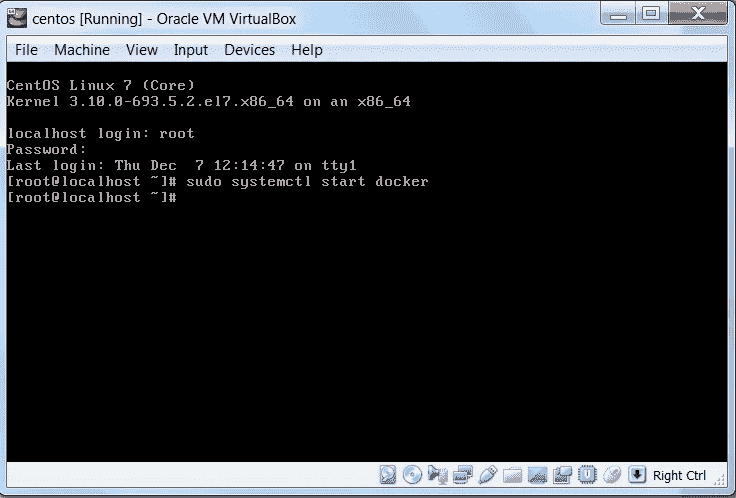 centos [Running] - Oracle VM VirtualBox
File Machine View Input Devices Help
CentOS Linux 7 (Core)
Kernel 3.10.0-693.5.2.el7.x86_64 on an x86_64
localhost login: root
Password:
Last login: Thu Dec  7 12:14:47 on tty1
[root@localhost ~]# sudo systemctl start docker
[root@localhost ~]#
Right Ctrl